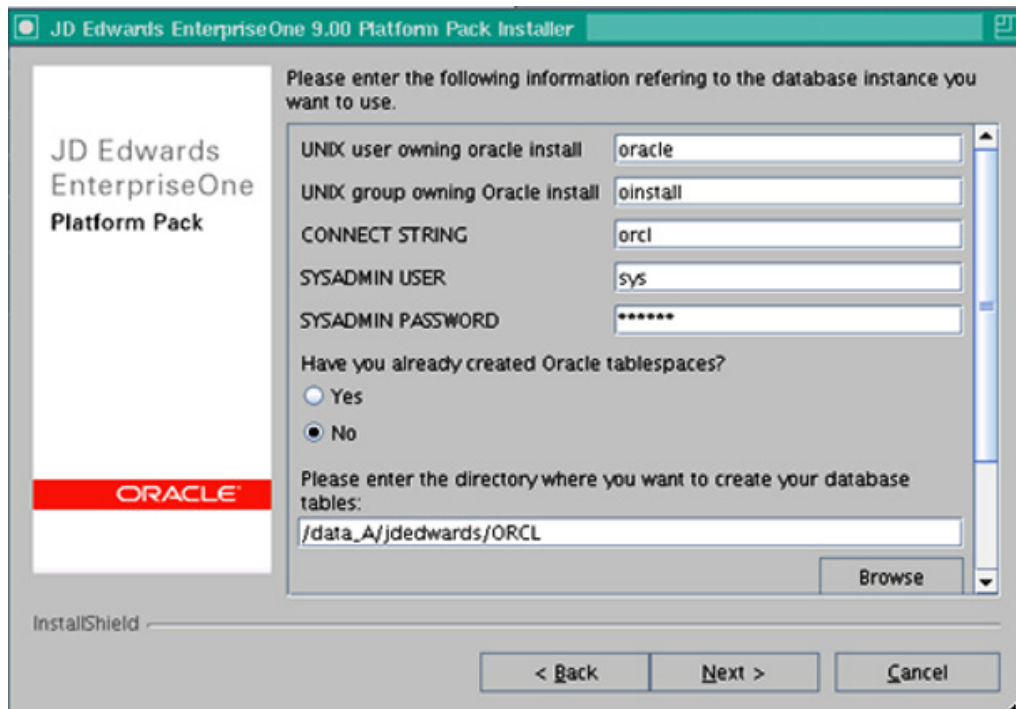 JD Edwards EnterpriseOne 9.00 Platform Pack Installer
JD Edwards
EnterpriseOne
Platform Pack
ORACLE
Please enter the following information refering to the database instance you
want to use.
UNIX user owning oracle install oracle
UNIX group owning Oracle install oinstall
CONNECT STRING orcl
SYSADMIN USER sys
SYSADMIN PASSWORD ******
Have you already created Oracle tablespaces?
Yes
No
Please enter the directory where you want to create your database
tables:
/data_A/jdedwards/ORCL
Browse
InstallShield
< Back Next > Cancel